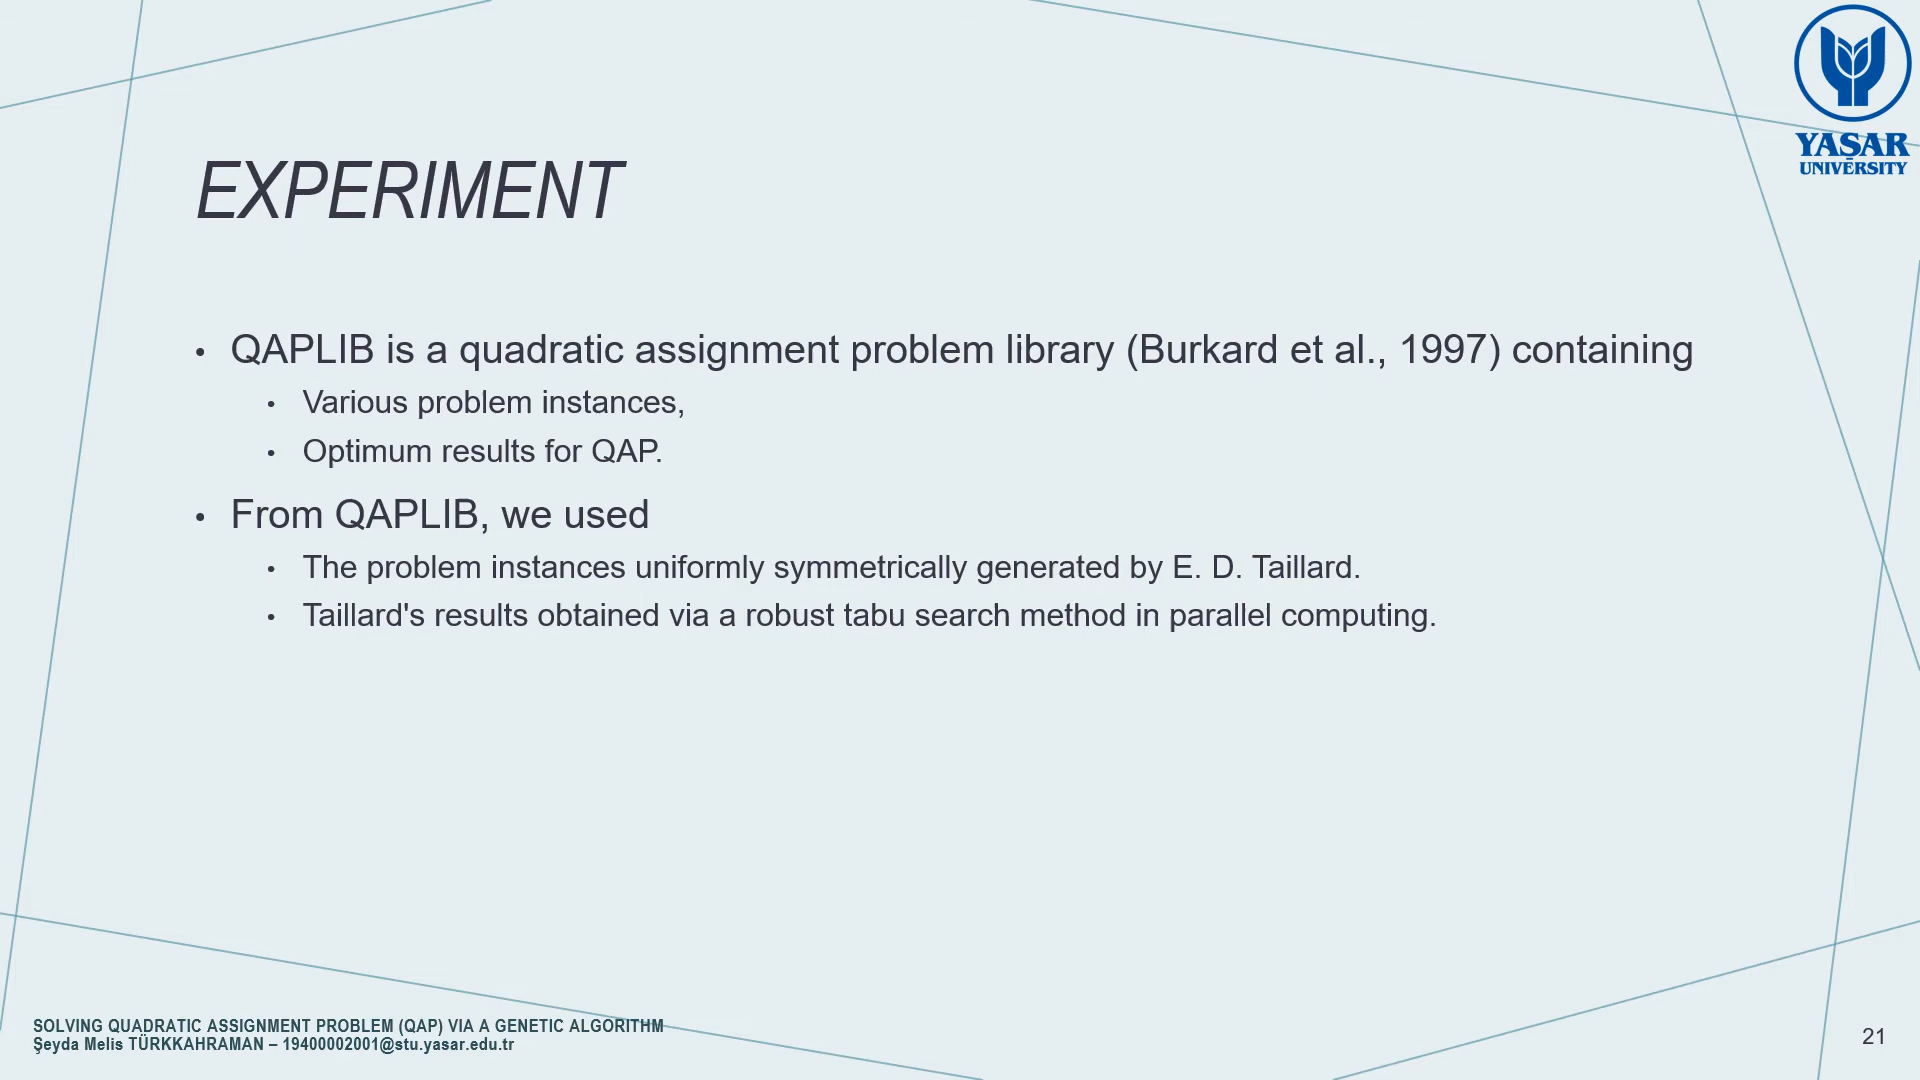 YAŞAR
UNIVERSITY
EXPERIMENT
• QAPLIB is a quadratic assignment problem library (Burkard et al., 1997) containing
• Various problem instances,
• Optimum results for QAP.
• From QAPLIB, we used
• The problem instances uniformly symmetrically generated by E. D. Taillard.
• Taillard's results obtained via a robust tabu search method in parallel computing.
SOLVING QUADRATIC ASSIGNMENT PROBLEM (QAP) VIA A GENETIC ALGORITHM
Şeyda Melis TÜRKKAHRAMAN – 19400002001@stu.yasar.edu.tr
21